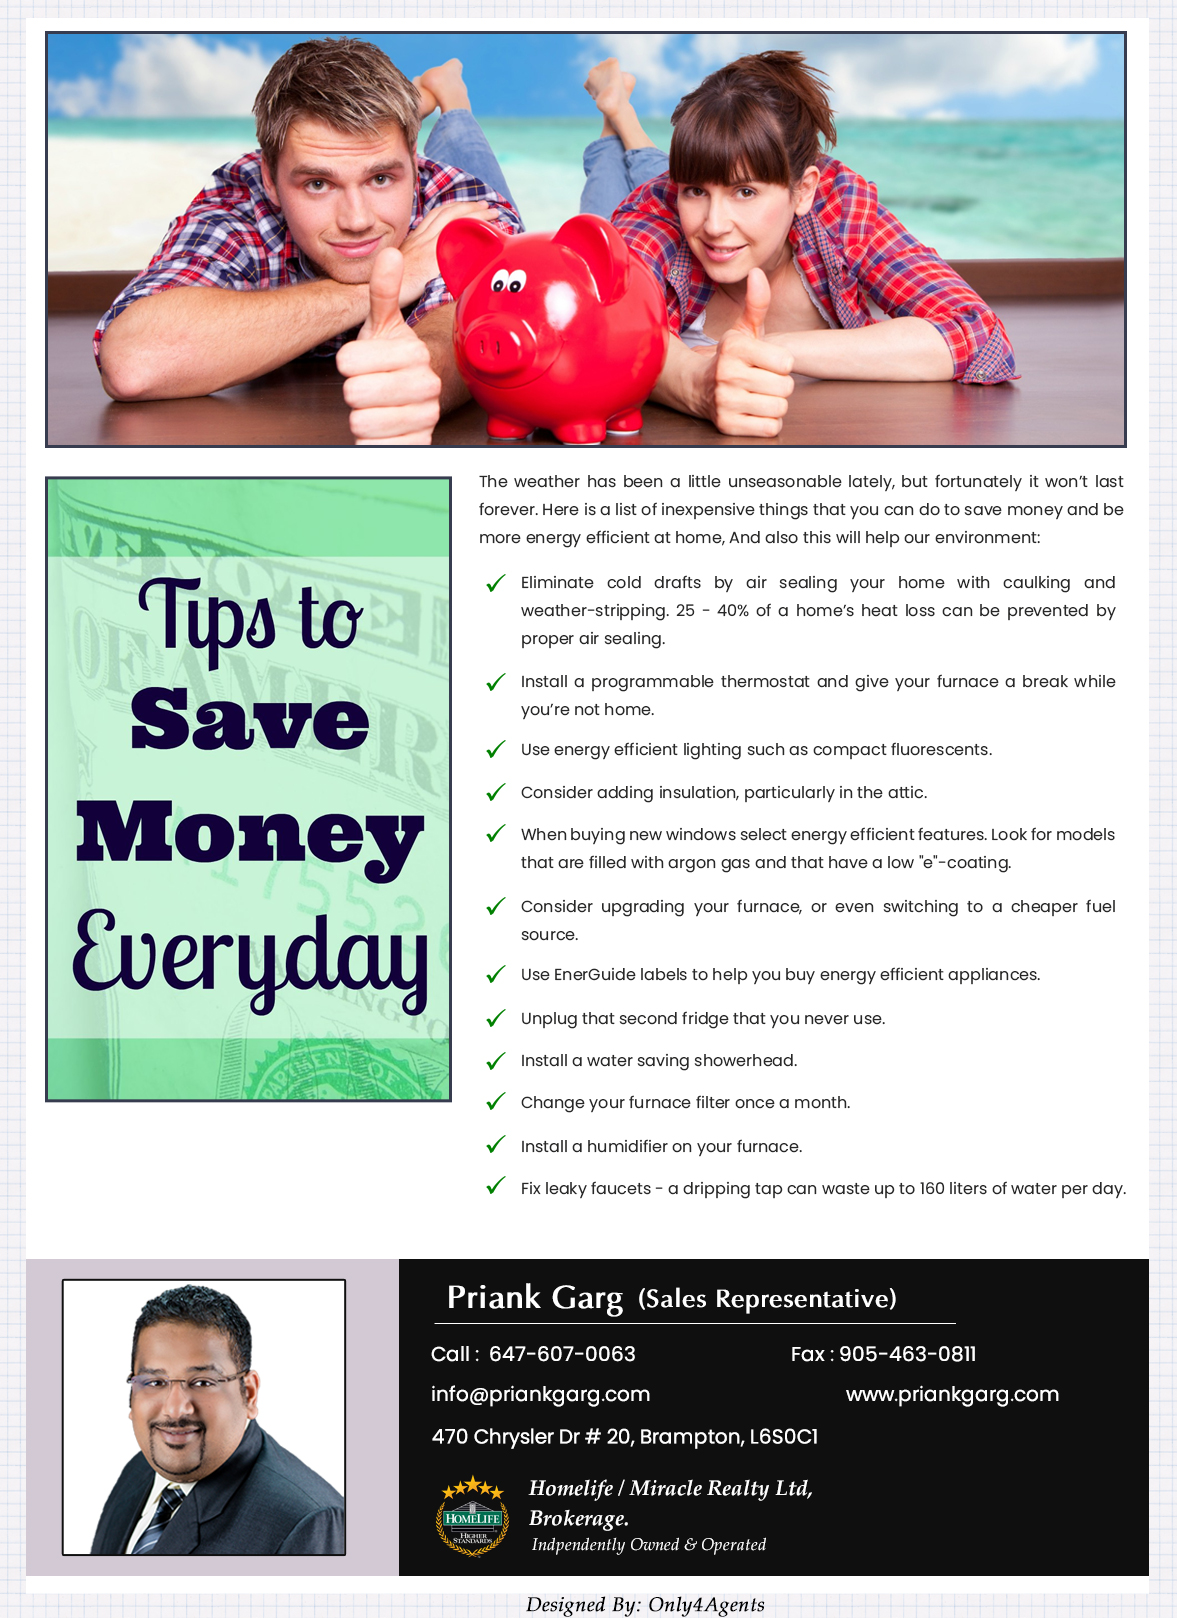 Tips to
Save
Money
Everyday
The weather has been a little unseasonable lately, but fortunately it won't last
forever. Here is a list of inexpensive things that you can do to save money and be
more energy efficient at home, And also this will help our environment:
Eliminate cold drafts by air sealing your home with caulking and
weather-stripping. 25 - 40% of a home's heat loss can be prevented by
proper air sealing.
Install a programmable thermostat and give your furnace a break while
you're not home.
Use energy efficient lighting such as compact fluorescents.
Consider adding insulation, particularly in the attic.
When buying new windows select energy efficient features. Look for models
that are filled with argon gas and that have a low "e"-coating.
Consider upgrading your furnace, or even switching to a cheaper fuel
source.
Use EnerGuide labels to help you buy energy efficient appliances.
Unplug that second fridge that you never use.
Install a water saving showerhead.
Change your furnace filter once a month.
Install a humidifier on your furnace.
Fix leaky faucets - a dripping tap can waste up to 160 liters of water per day.
Priank Garg (Sales Representative)
Call : 647-607-0063 Fax : 905-463-0811
info@priankgarg.com www.priankgarg.com
470 Chrysler Dr # 20, Brampton, L6S0C1
HOMELIFE
HIGHER
STANDARDS
Homelife / Miracle Realty Ltd,
Brokerage.
Indpendently Owned & Operated
Designed By: Only4Agents